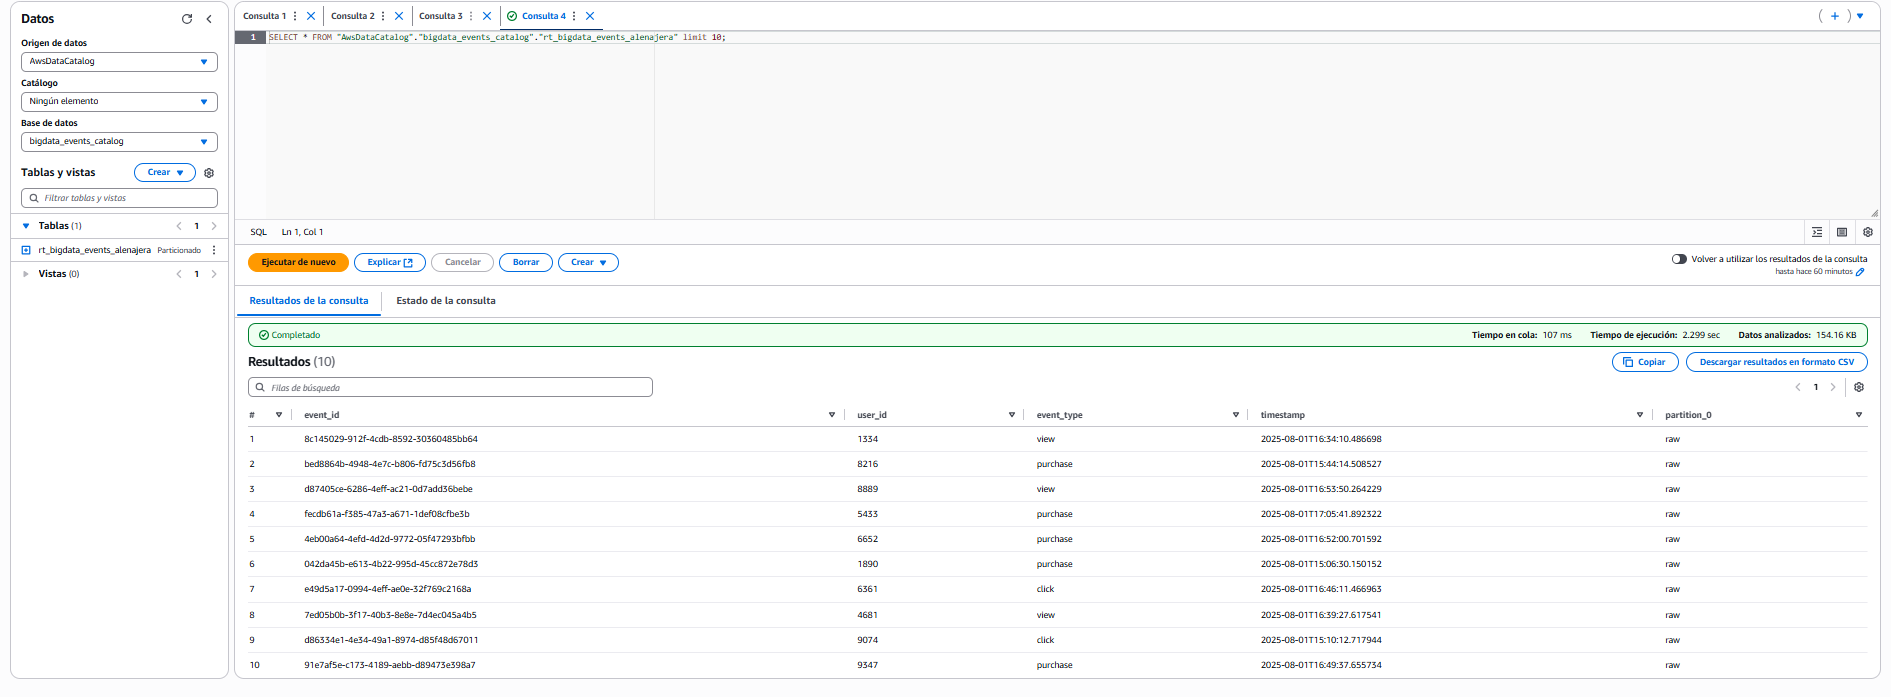 Datos
Origen de datos
AwsDataCatalog
Catálogo
Ningún elemento
Base de datos
bigdata_events_catalog
Tablas y vistas
Crear
Filtrar tablas y vistas
Tablas (1)
1
rt_bigdata_events_alenajera Particionado
Vistas (0)
1
Consulta 1 Consulta 2 Consulta 3 Consulta 4
1 SELECT * FROM "AwsDataCatalog"."bigdata_events_catalog"."rt_bigdata_events_alenajera" limit 10;
SQL Ln 1, Col 1
Ejecutar de nuevo Explicar Cancelar Borrar Crear
Volver a utilizar los resultados de la consulta
hasta hace 60 minutos
Resultados de la consulta Estado de la consulta
Completado Tiempo en cola: 107 ms Tiempo de ejecución: 2.299 sec Datos analizados: 154.16 KB
Resultados (10)
Copiar Descargar resultados en formato CSV
Filas de búsqueda
1
# event_id user_id event_type timestamp partition_0
1 8c145029-912f-4cdb-8592-30360485bb64 1334 view 2025-08-01T16:34:10.486698 raw
2 bed8864b-4948-4e7c-b806-fd75c3d56fb8 8216 purchase 2025-08-01T15:44:14.508527 raw
3 d87405ce-6286-4eff-ac21-0d7add36bebe 8889 view 2025-08-01T16:53:50.264229 raw
4 fecdb61a-f385-47a3-a671-1def08cfbe3b 5433 purchase 2025-08-01T17:05:41.892322 raw
5 4eb00a64-4efd-4d2d-9772-05f47293bfbb 6652 purchase 2025-08-01T16:52:00.701592 raw
6 042da45b-e613-4b22-995d-45cc872e78d3 1890 purchase 2025-08-01T15:06:30.150152 raw
7 e49d5a17-0994-4eff-ae0e-32f769c2168a 6361 click 2025-08-01T16:46:11.466963 raw
8 7ed05b0b-3f17-40b3-8e8e-7d4ec045a4b5 4681 view 2025-08-01T16:39:27.617541 raw
9 d86334e1-4e34-49a1-8974-d85f48d67011 9074 click 2025-08-01T15:10:12.717944 raw
10 91e7af5e-c173-4189-aebb-d89473e398a7 9347 purchase 2025-08-01T16:49:37.655734 raw